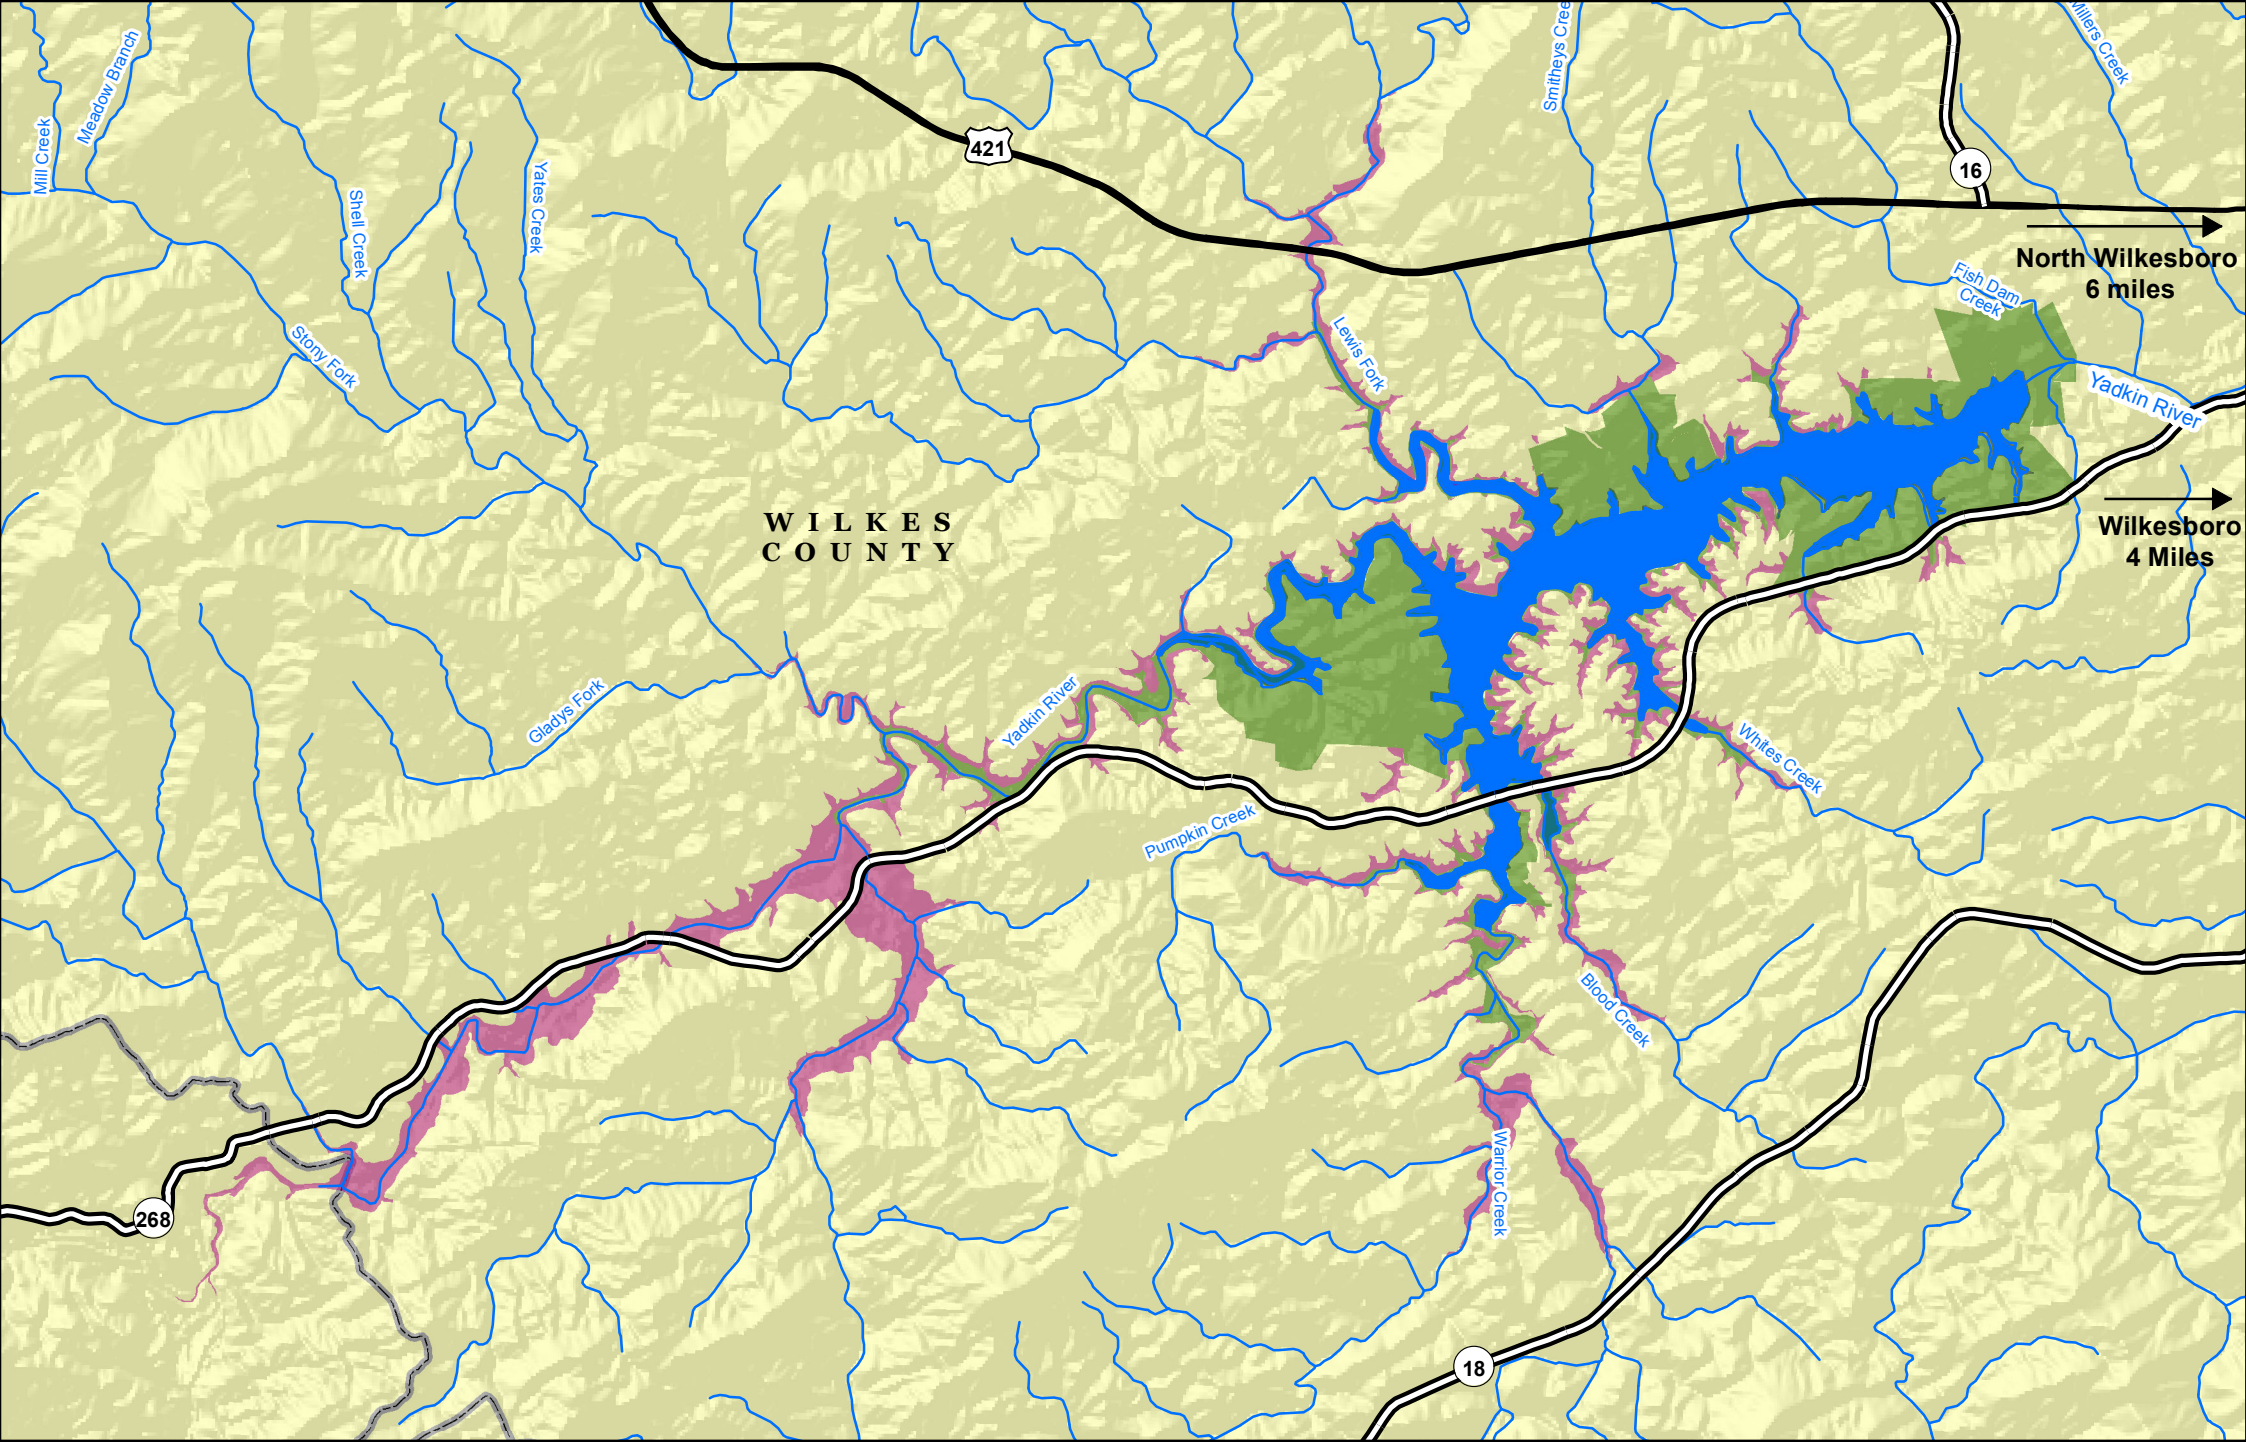 Millers Creek
Smitheys Cree
Meadow Branch
Mill Creek
421
16
Yates Creek
Shell Creek
North Wilkesboro
6 miles
Fish Dam
Creek
Stony Fork
Lewis Fork
Yadkin River
WILKES
COUNTY
Wilkesboro
4 Miles
Gladys Fork
Yadkin River
Whites Creek
Pumpkin Creek
Blood Creek
Warrior Creek
268
18